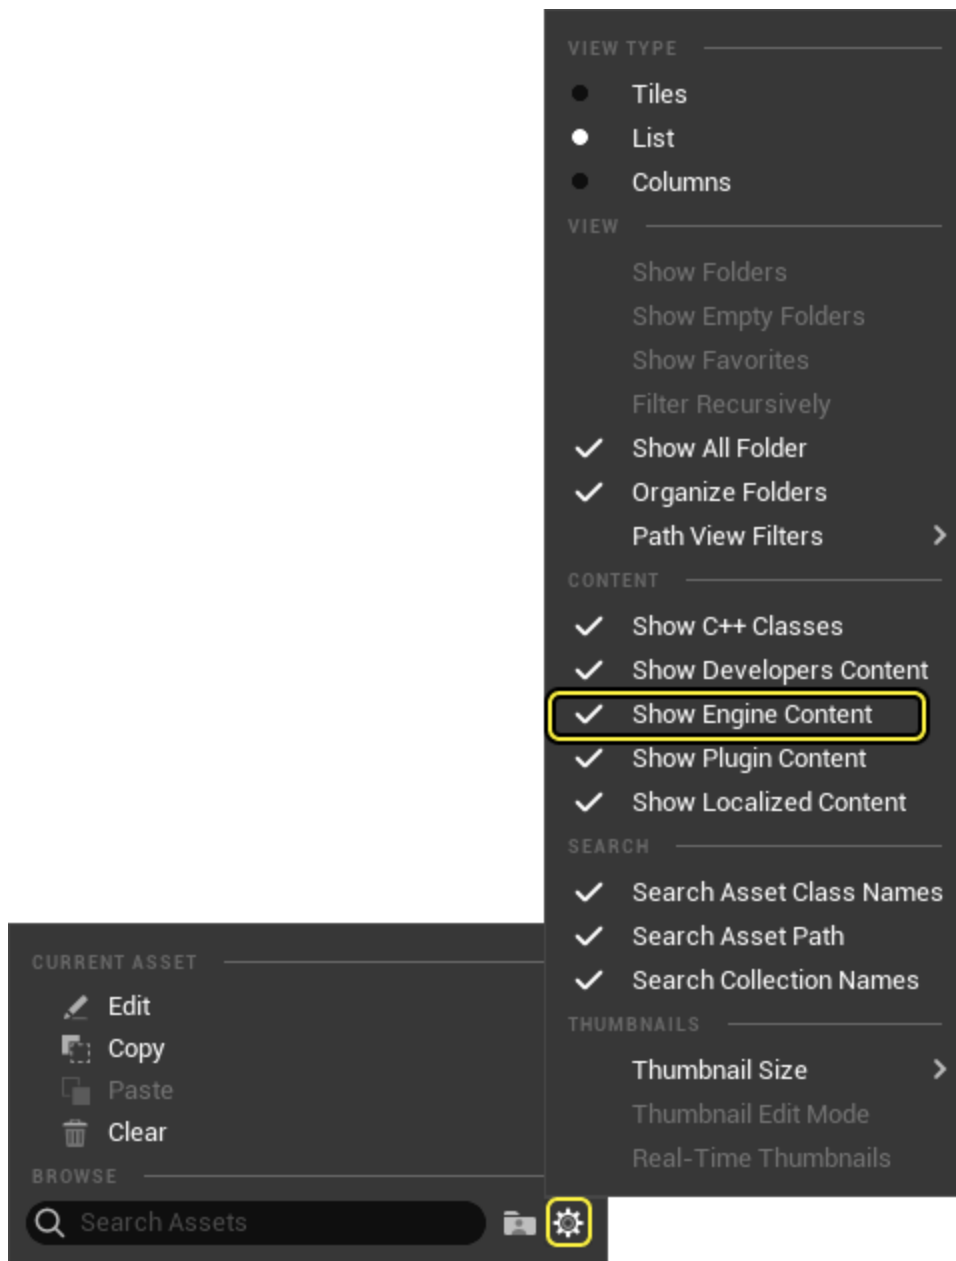 VIEW TYPE
Tiles
List
Columns
VIEW
Show Folders
Show Empty Folders
Show Favorites
Filter Recursively
Show All Folder
Organize Folders
Path View Filters
CONTENT
Show C++ Classes
Show Developers Content
Show Engine Content
Show Plugin Content
Show Localized Content
SEARCH
Search Asset Class Names
Search Asset Path
Search Collection Names
THUMBNAILS
Thumbnail Size
Thumbnail Edit Mode
Real-Time Thumbnails
CURRENT ASSET
Edit
Copy
Paste
Clear
BROWSE
Search Assets